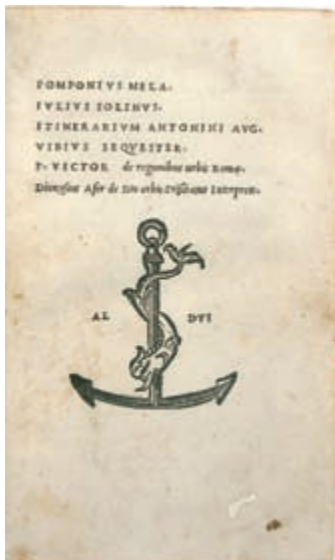 POMPONIVS MELA.
IVLIVS SOLINVS.
ITINERARIVM ANTONINI AVG.
VIBIVS SEQVESTER.
P. VICTOR de regionibus urbis Romæ.
Dionysius Afer de Situ orbis Prisciano Interprete.
AL DVS